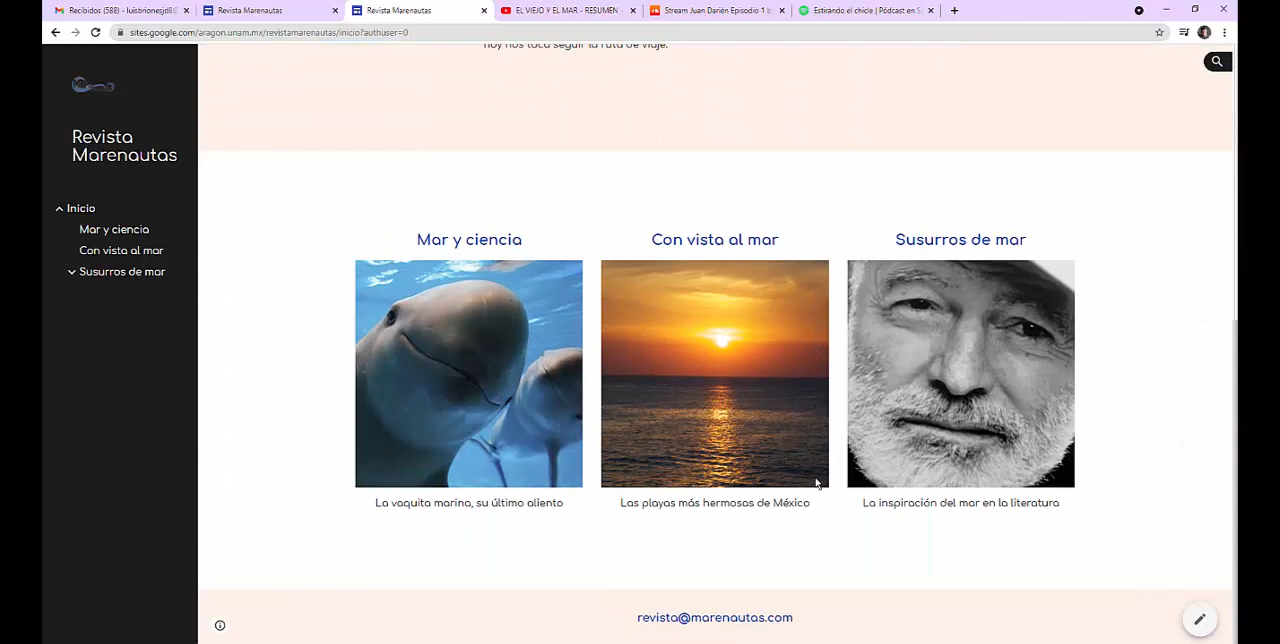 Recibidos (588) - luisbrionesjd8@
Revista Marenautas
Revista Marenautas
EL VIEJO Y EL MAR - RESUMEN -
Stream Juan Darién Episodio 1 b
Estirando el chicle | Pódcast en S
sites.google.com/aragon.unam.mx/revistamarenautas/inicio?authuser=0
hoy nos toca seguir la ruta de viaje.
Revista
Marenautas
Inicio
Mar y ciencia
Con vista al mar
Susurros de mar
Mar y ciencia
Con vista al mar
Susurros de mar
La vaquita marina, su último aliento
Las playas más hermosas de México
La inspiración del mar en la literatura
revista@marenautas.com